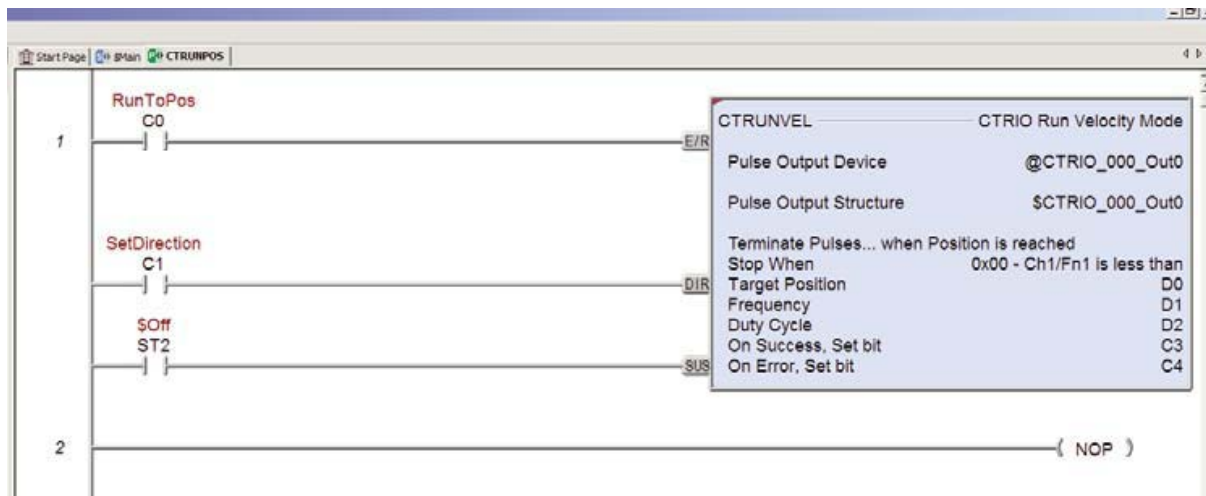 Start Page $Main CTRUNPOS
RunToPos
C0
1
E/R
CTRUNVEL CTRIO Run Velocity Mode
Pulse Output Device @CTRIO_000_Out0
Pulse Output Structure $CTRIO_000_Out0
Terminate Pulses... when Position is reached
Stop When 0x00 - Ch1/Fn1 is less than
Target Position D0
Frequency D1
Duty Cycle D2
On Success, Set bit C3
On Error, Set bit C4
SetDirection
C1
DIR
$Off
ST2
SUS
2
( NOP )